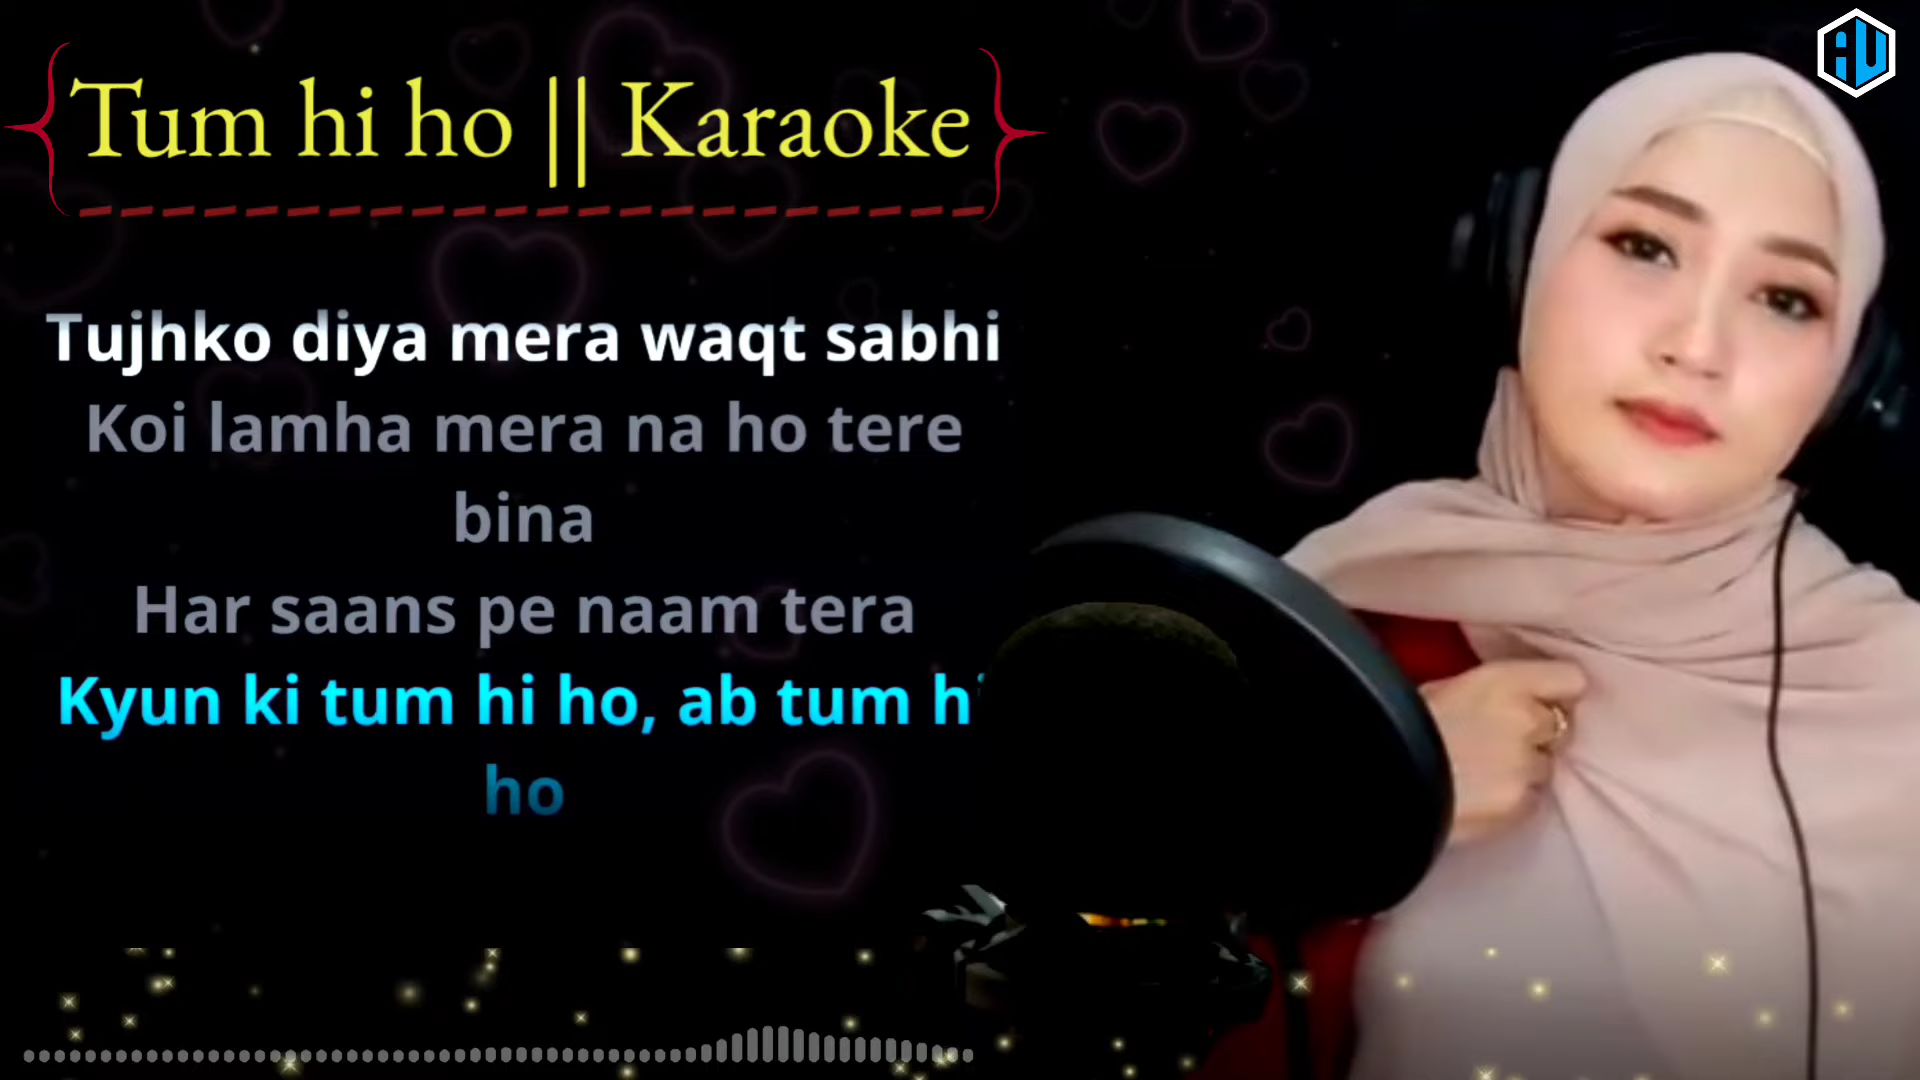 Tum hi ho || Karaoke
Tujhko diya mera waqt sabhi
Koi lamha mera na ho tere
bina
Har saans pe naam tera
Kyun ki tum hi ho, ab tum hi
ho
AU